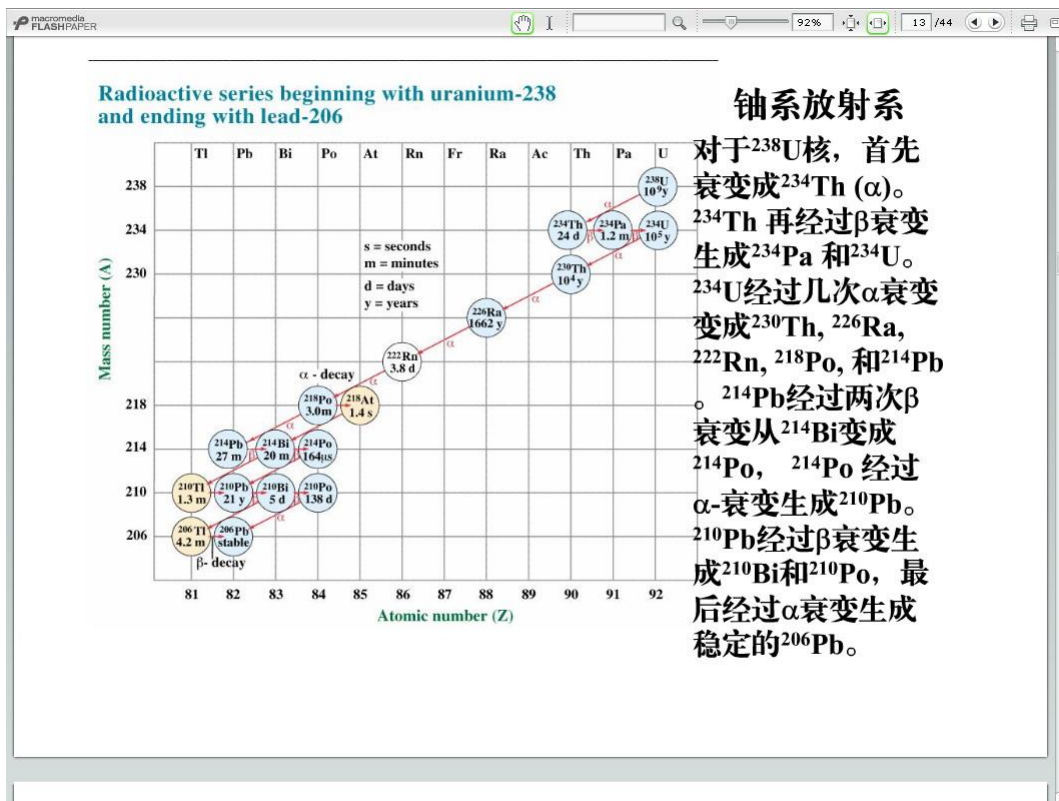 macromedia
FLASHPAPER
92%
13 /44
Radioactive series beginning with uranium-238
and ending with lead-206
Tl Pb Bi Po At Rn Fr Ra Ac Th Pa U
238
234
230
218
214
210
206
Mass number (A)
²³⁸U
10⁹y
α
²³⁴Th
24 d
β
²³⁴Pa
1.2 m
β
²³⁴U
10⁵y
α
s = seconds
m = minutes
d = days
y = years
²³⁰Th
10⁴y
α
²²⁶Ra
1662 y
α
²²²Rn
3.8 d
α - decay
α
²¹⁸Po
3.0m
²¹⁸At
1.4 s
α
²¹⁴Pb
27 m
β
²¹⁴Bi
20 m
β
²¹⁴Po
164μs
²¹⁰Tl
1.3 m
²¹⁰Pb
21 y
²¹⁰Bi
5 d
²¹⁰Po
138 d
α
²⁰⁶Tl
4.2 m
²⁰⁶Pb
stable
β- decay
81 82 83 84 85 86 87 88 89 90 91 92
Atomic number (Z)
铀系放射系
对于²³⁸U核，首先
衰变成²³⁴Th (α)。
²³⁴Th 再经过β衰变
生成²³⁴Pa 和²³⁴U。
²³⁴U经过几次α衰变
变成²³⁰Th, ²²⁶Ra,
²²²Rn, ²¹⁸Po, 和²¹⁴Pb
。²¹⁴Pb经过两次β
衰变从²¹⁴Bi变成
²¹⁴Po， ²¹⁴Po 经过
α-衰变生成²¹⁰Pb。
²¹⁰Pb经过β衰变生
成²¹⁰Bi和²¹⁰Po，最
后经过α衰变生成
稳定的²⁰⁶Pb。